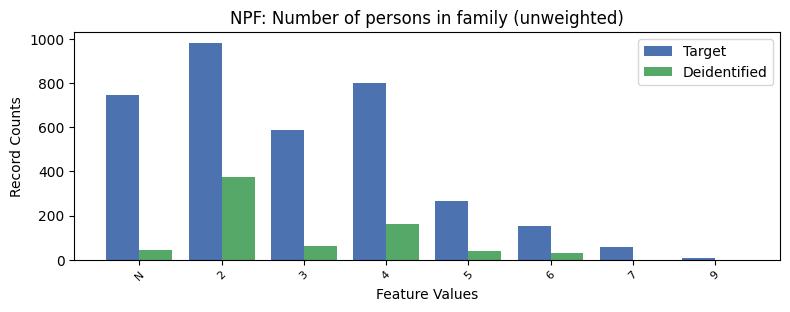 NPF: Number of persons in family (unweighted)
Target
Deidentified
Record Counts
1000
800
600
400
200
0
N 2 3 4 5 6 7 9
Feature Values